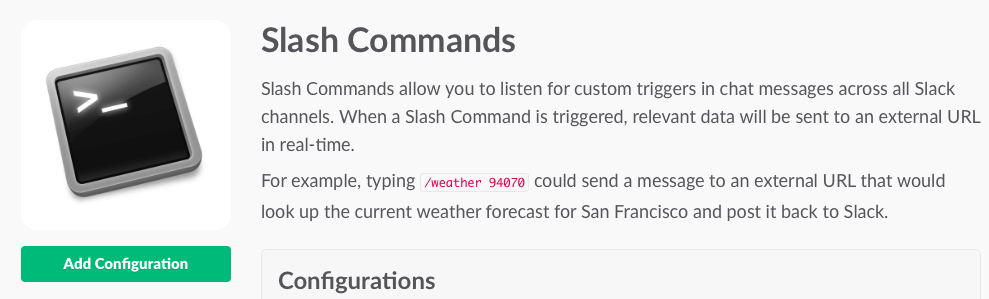 Slash Commands
Slash Commands allow you to listen for custom triggers in chat messages across all Slack
channels. When a Slash Command is triggered, relevant data will be sent to an external URL
in real-time.
For example, typing /weather 94070 could send a message to an external URL that would
look up the current weather forecast for San Francisco and post it back to Slack.
>_
Add Configuration
Configurations